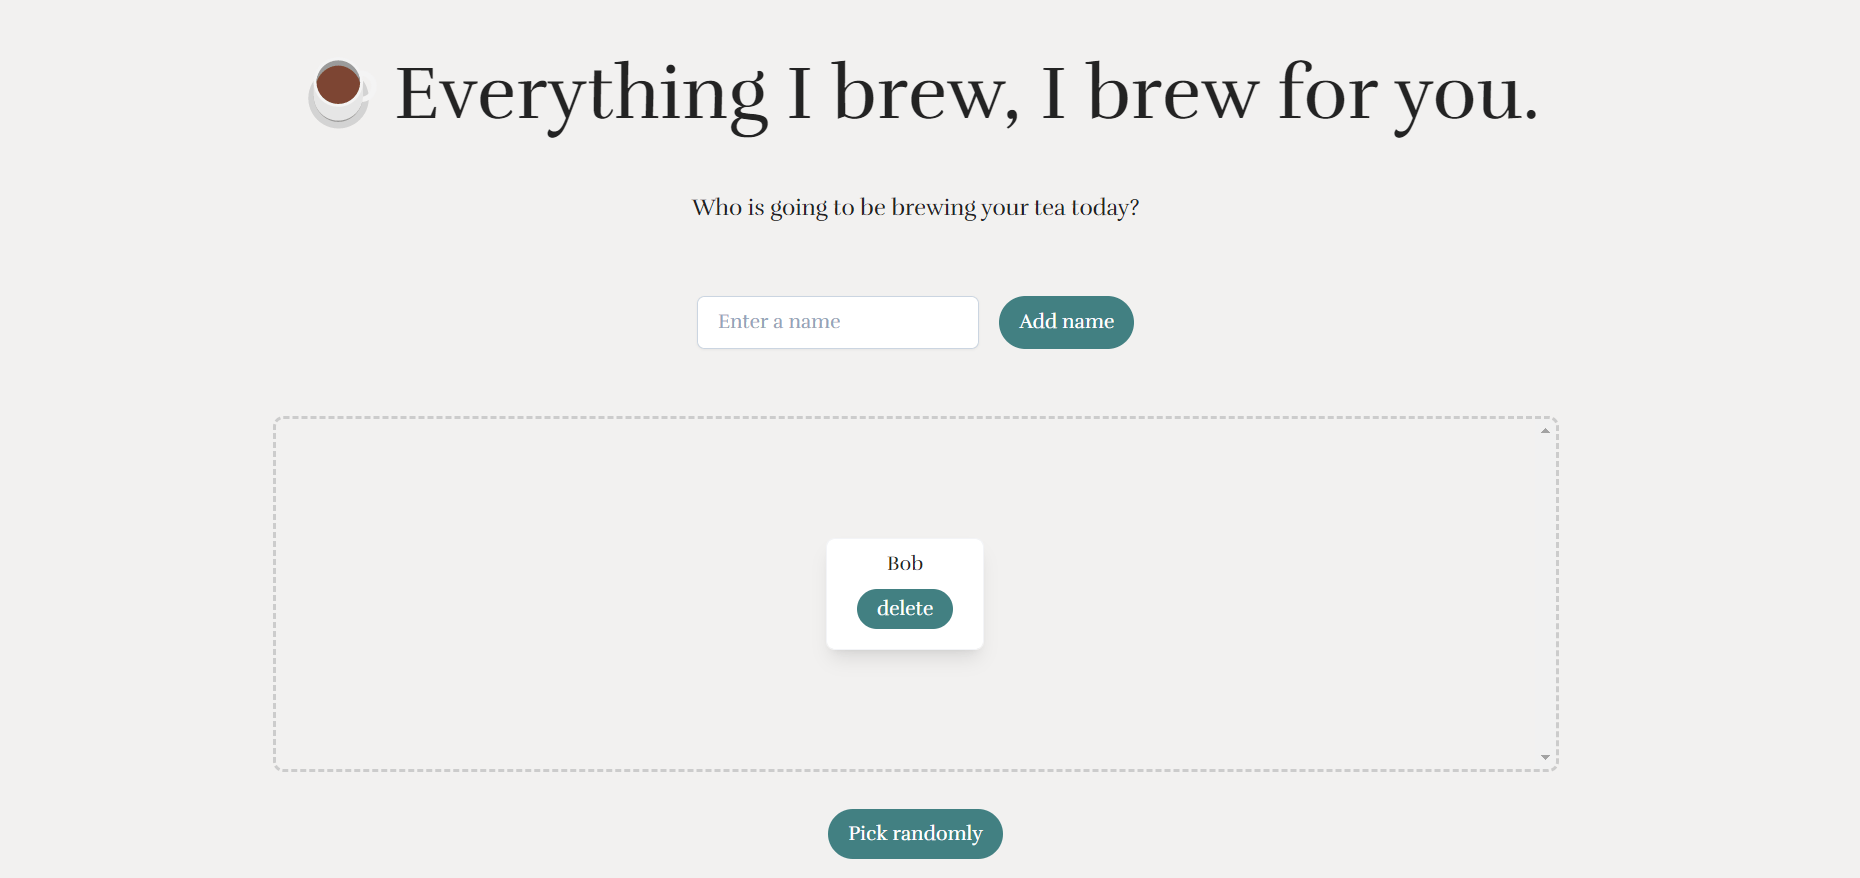 Everything I brew, I brew for you.
Who is going to be brewing your tea today?
Enter a name
Add name
Bob
delete
Pick randomly